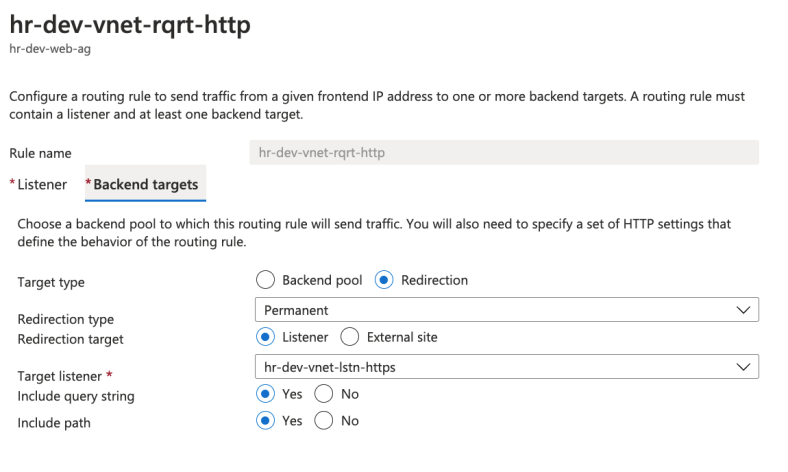 hr-dev-vnet-rqrt-http
hr-dev-web-ag
Configure a routing rule to send traffic from a given frontend IP address to one or more backend targets. A routing rule must
contain a listener and at least one backend target.
Rule name hr-dev-vnet-rqrt-http
*Listener *Backend targets
Choose a backend pool to which this routing rule will send traffic. You will also need to specify a set of HTTP settings that
define the behavior of the routing rule.
Target type Backend pool Redirection
Redirection type Permanent
Redirection target Listener External site
Target listener * hr-dev-vnet-lstn-https
Include query string Yes No
Include path Yes No